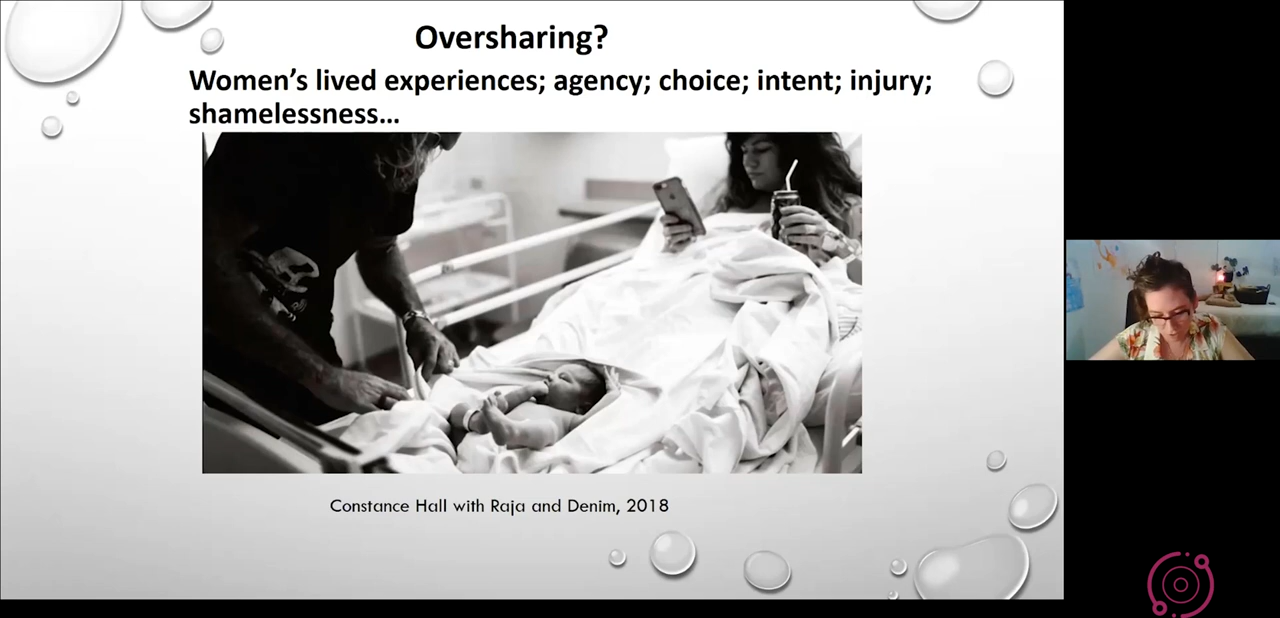 Oversharing?
Women’s lived experiences; agency; choice; intent; injury;
shamelessness…
Constance Hall with Raja and Denim, 2018